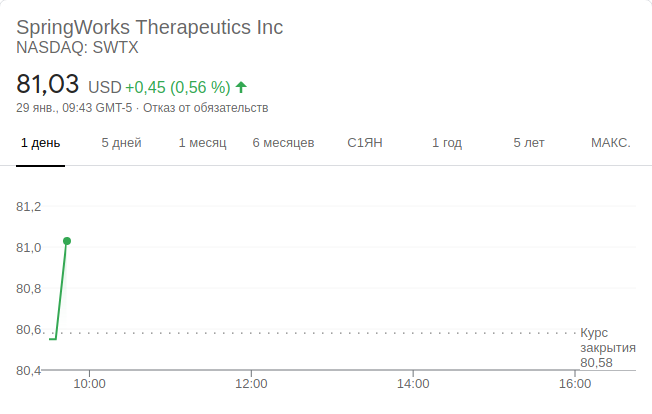 SpringWorks Therapeutics Inc
NASDAQ: SWTX
81,03 USD +0,45 (0,56 %)
29 янв., 09:43 GMT-5 · Отказ от обязательств
1 день 5 дней 1 месяц 6 месяцев С1ЯН 1 год 5 лет МАКС.
81,2
81,0
80,8
80,6
80,4
Курс
закрытия
80,58
10:00 12:00 14:00 16:00